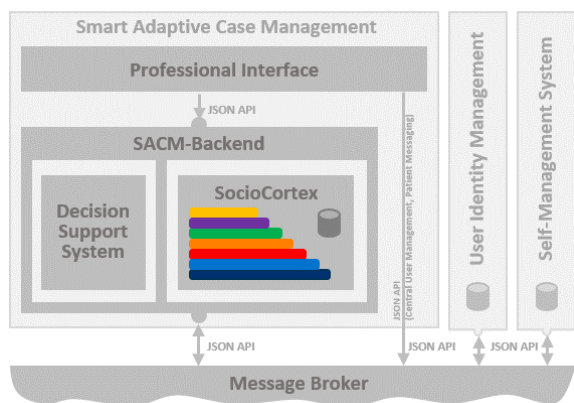 Smart Adaptive Case Management
Professional Interface
JSON API
SACM-Backend
Decision
Support
System
SocioCortex
JSON API
(Central User Management, Patient Messaging)
User Identity Management
Self-Management System
JSON API
JSON API
JSON API
Message Broker